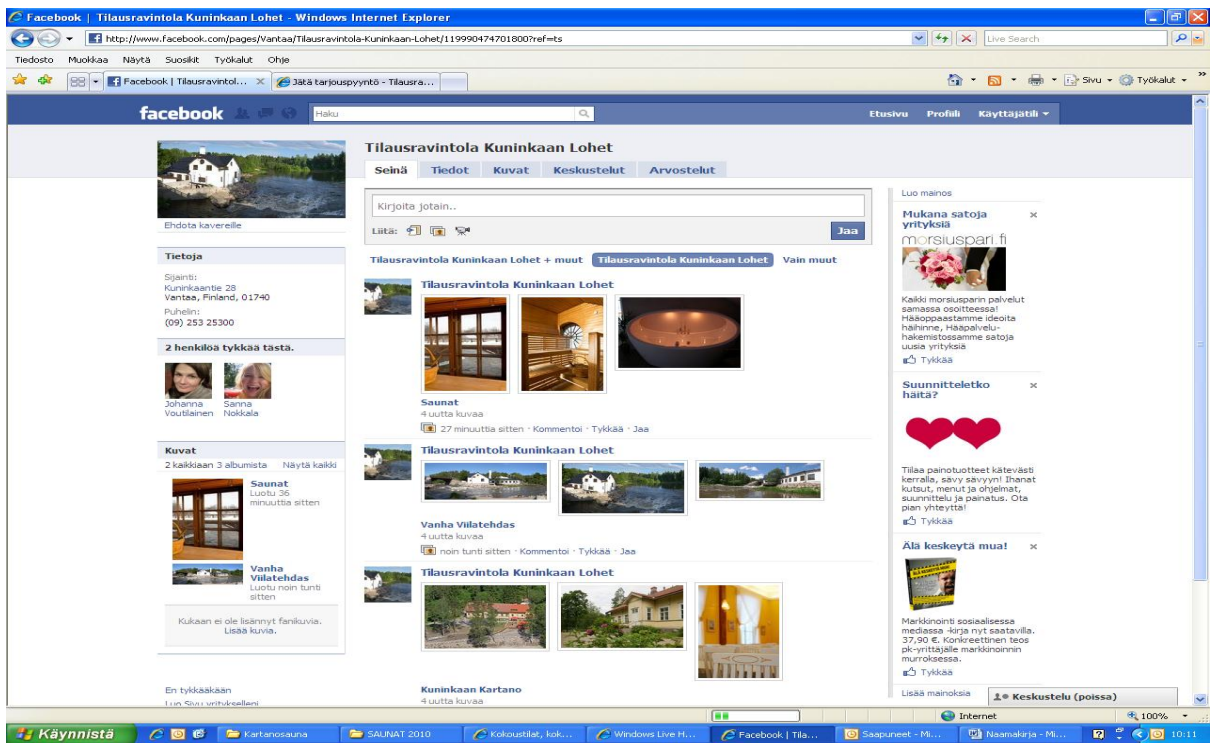 Facebook | Tilausravintola Kuninkaan Lohet - Windows Internet Explorer
http://www.facebook.com/pages/Vantaa/Tilausravintola-Kuninkaan-Lohet/119990474701800?ref=ts
Live Search
Tiedosto Muokkaa Näytä Suosikit Työkalut Ohje
Facebook | Tilausravintol...
Jätä tarjouspyyntö - Tilausra...
Sivu
Työkalut
facebook
Haku
Etusivu Profiili Käyttäjätili
Ehdota kavereille
Tietoja
Sijainti:
Kuninkaantie 28
Vantaa, Finland, 01740
Puhelin:
(09) 253 25300
2 henkilöä tykkää tästä.
Johanna Voutilainen
Sanna Nokkala
Kuvat
2 kaikkiaan 3 albumista Näytä kaikki
Saunat
Luotu 36
minuuttia sitten
Vanha
Viilatehdas
Luotu noin tunti
sitten
Kukaan ei ole lisännyt fanikuvia.
Lisää kuvia.
En tykkääkään
Luo Sivu yritykselleni
Tilausravintola Kuninkaan Lohet
Seinä Tiedot Kuvat Keskustelut Arvostelut
Kirjoita jotain..
Liitä:
Jaa
Tilausravintola Kuninkaan Lohet + muut Tilausravintola Kuninkaan Lohet Vain muut
Tilausravintola Kuninkaan Lohet
Saunat
4 uutta kuvaa
27 minuuttia sitten · Kommentoi · Tykkää · Jaa
Tilausravintola Kuninkaan Lohet
Vanha Viilatehdas
4 uutta kuvaa
noin tunti sitten · Kommentoi · Tykkää · Jaa
Tilausravintola Kuninkaan Lohet
Kuninkaan Kartano
4 uutta kuvaa
Luo mainos
Mukana satoja
yrityksiä
morsiuspari.fi
Kaikki morsiusparin palvelut
samassa osoitteessa!
Hääoppaastamme ideoita
häihinne, Hääpalvelu-
hakemistossamme satoja
uusia yrityksiä
Tykkää
Suunnitteletko
häitä?
Tilaa painotuotteet kätevästi
kerralla, sävy sävyyn! Ihanat
kutsut, menut ja ohjelmat,
suunnittelu ja painatus. Ota
pian yhteyttä!
Tykkää
Älä keskeytä mua!
Markkinointi sosiaalisessa
mediassa -kirja nyt saatavilla.
37,90 €. Konkreettinen teos
pk-yrittäjälle markkinoinnin
murroksessa.
Tykkää
Lisää mainoksia
Keskustelu (poissa)
Internet
100%
Käynnistä
Kartanosauna
SAUNAT 2010
Kokoustilat, kok...
Windows Live H...
Facebook | Tila...
Saapuneet - Mi...
Naamakirja - Mi...
10:11